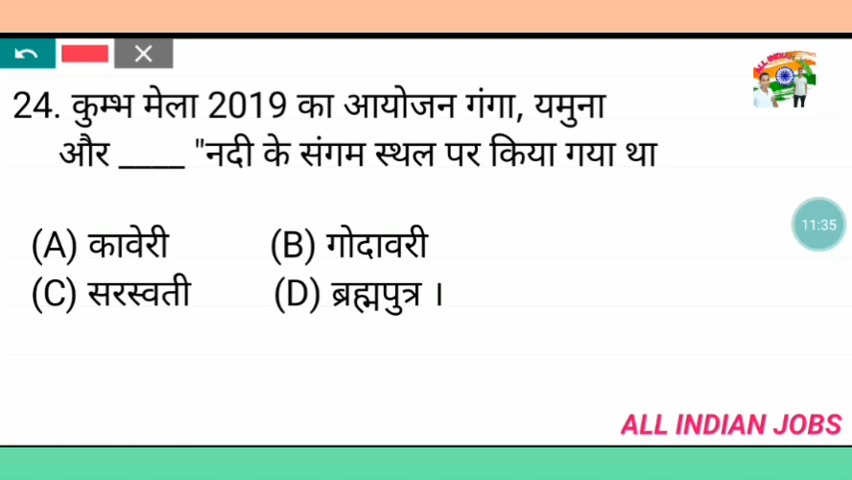 24. कुम्भ मेला 2019 का आयोजन गंगा, यमुना
और ____ "नदी के संगम स्थल पर किया गया था
11:35
(A) कावेरी (B) गोदावरी
(C) सरस्वती (D) ब्रह्मपुत्र ।
ALL INDIAN JOBS